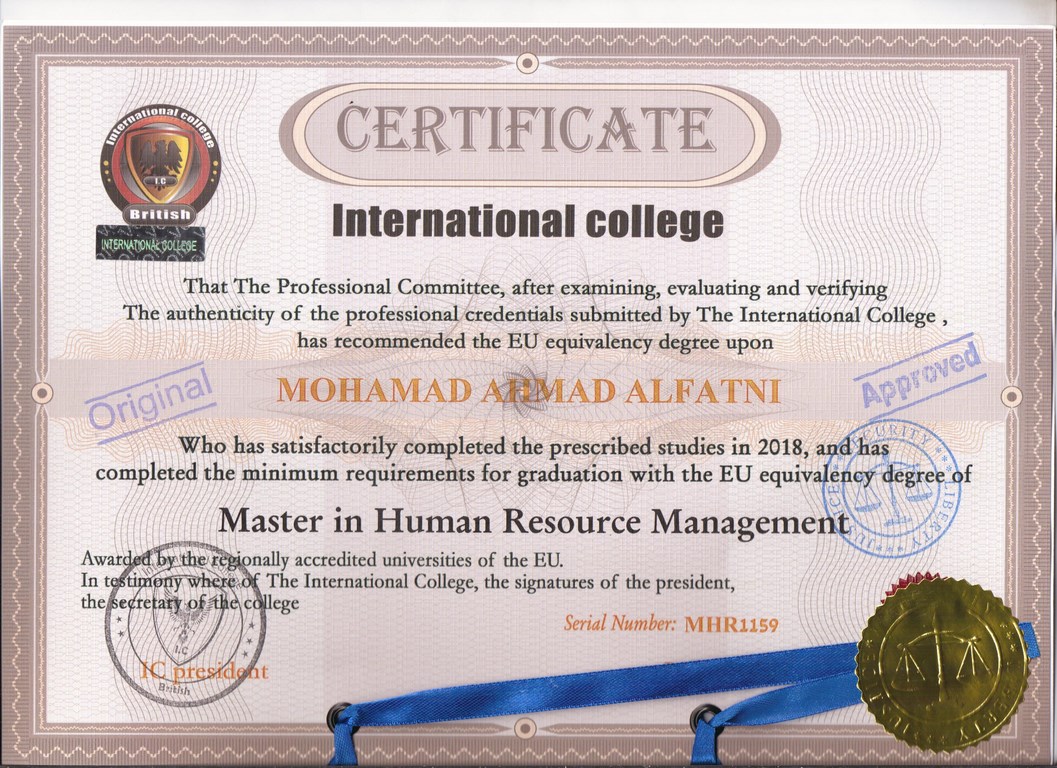 CERTIFICATE
International college
I.C
British
INTERNATIONAL COLLEGE
International college
That The Professional Committee, after examining, evaluating and verifying
The authenticity of the professional credentials submitted by The International College ,
has recommended the EU equivalency degree upon
Original
MOHAMAD AHMAD ALFATNI
Approved
Who has satisfactorily completed the prescribed studies in 2018, and has
completed the minimum requirements for graduation with the EU equivalency degree of
SECURITY LIBERTY JUSTICE
Master in Human Resource Management
Awarded by the regionally accredited universities of the EU.
In testimony where of The International College, the signatures of the president,
the secretary of the college
Serial Number: MHR1159
I.C
IC president